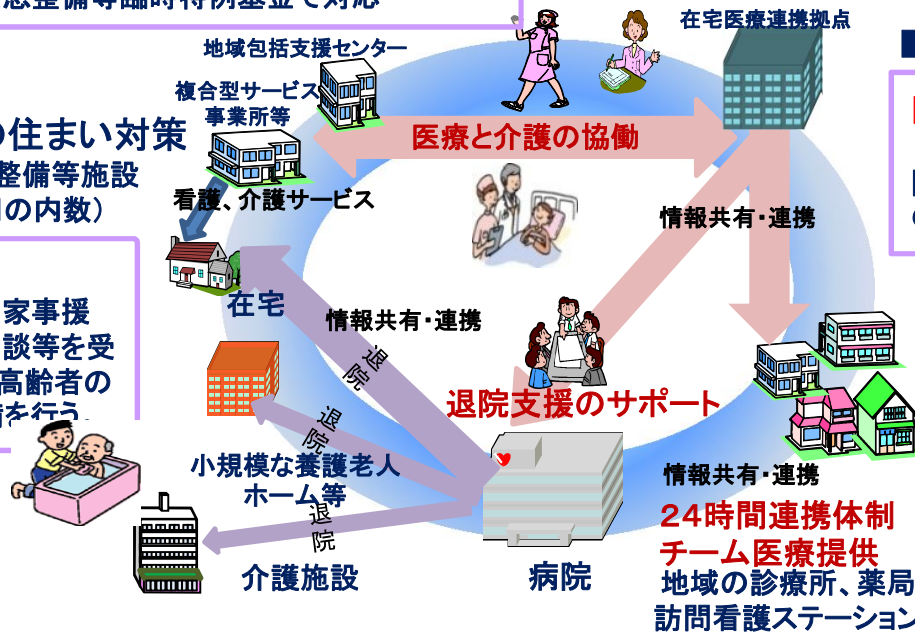 在宅医療連携拠点
地域包括支援センター
複合型サービス
事業所等
医療と介護の協働
の住まい対策
整備等施設
の内数）
看護、介護サービス
情報共有・連携
在宅
家事援
談等を受
高齢者の
を行う。
情報共有・連携
退院
退院支援のサポート
退院
小規模な養護老人
ホーム等
退院
介護施設
病院
情報共有・連携
２４時間連携体制
チーム医療提供
地域の診療所、薬局
訪問看護ステーション